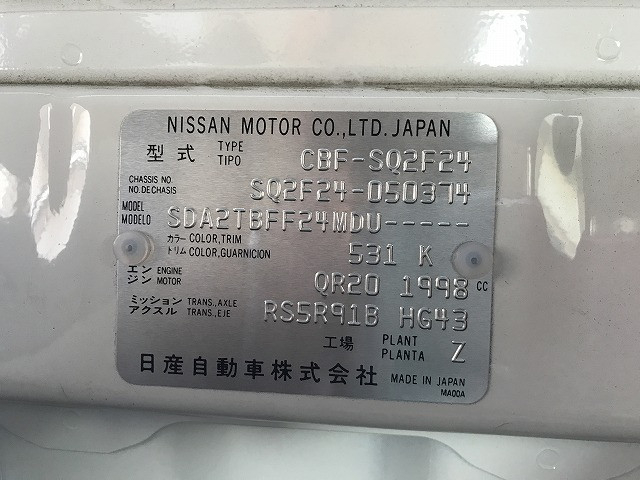 NISSAN MOTOR CO.,LTD. JAPAN
型式 TYPE TIPO CBF-SQ2F24
CHASSIS NO. NO.DECHASIS SQ2F24-050374
MODEL MODELO SDA2TBFF24MDU-----
カラー COLOR,TRIM トリム COLOR,GUARNICION 531 K
エンジン ENGINE MOTOR QR20 1998 CC
ミッション TRANS.,AXLE アクスル TRANS.,EJE RS5R91B HG43
工場 PLANT PLANTA Z
日産自動車株式会社 MADE IN JAPAN
MA00A